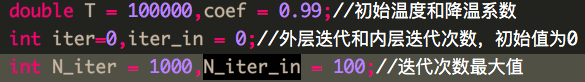 double T = 100000,coef = 0.99;//初始温度和降温系数
int iter=0,iter_in = 0;//外层迭代和内层迭代次数，初始值为0
int N_iter = 1000,N_iter_in = 100;//迭代次数最大值